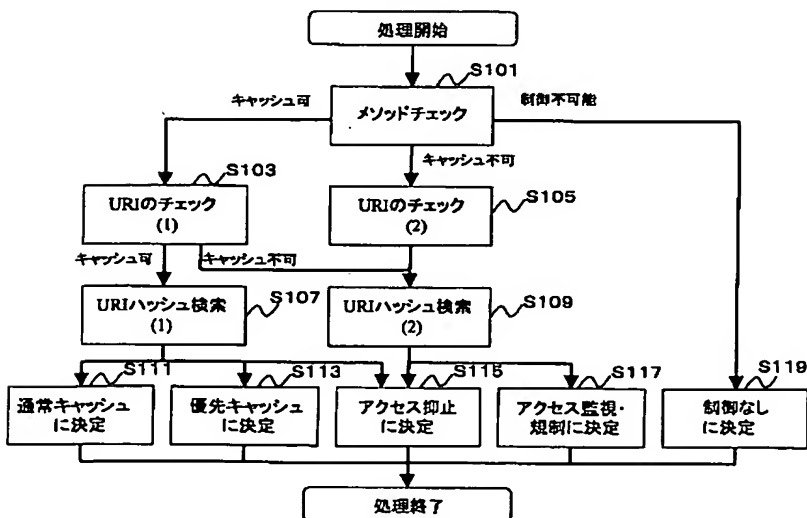 処理開始
S101
キャッシュ可
メソッドチェック
制御不可能
キャッシュ不可
S103
URIのチェック
(1)
S105
URIのチェック
(2)
キャッシュ可
キャッシュ不可
S107
URIハッシュ検索
(1)
S109
URIハッシュ検索
(2)
S111
通常キャッシュ
に決定
S113
優先キャッシュ
に決定
S115
アクセス抑止
に決定
S117
アクセス監視・
規制に決定
S119
制御なし
に決定
処理終了